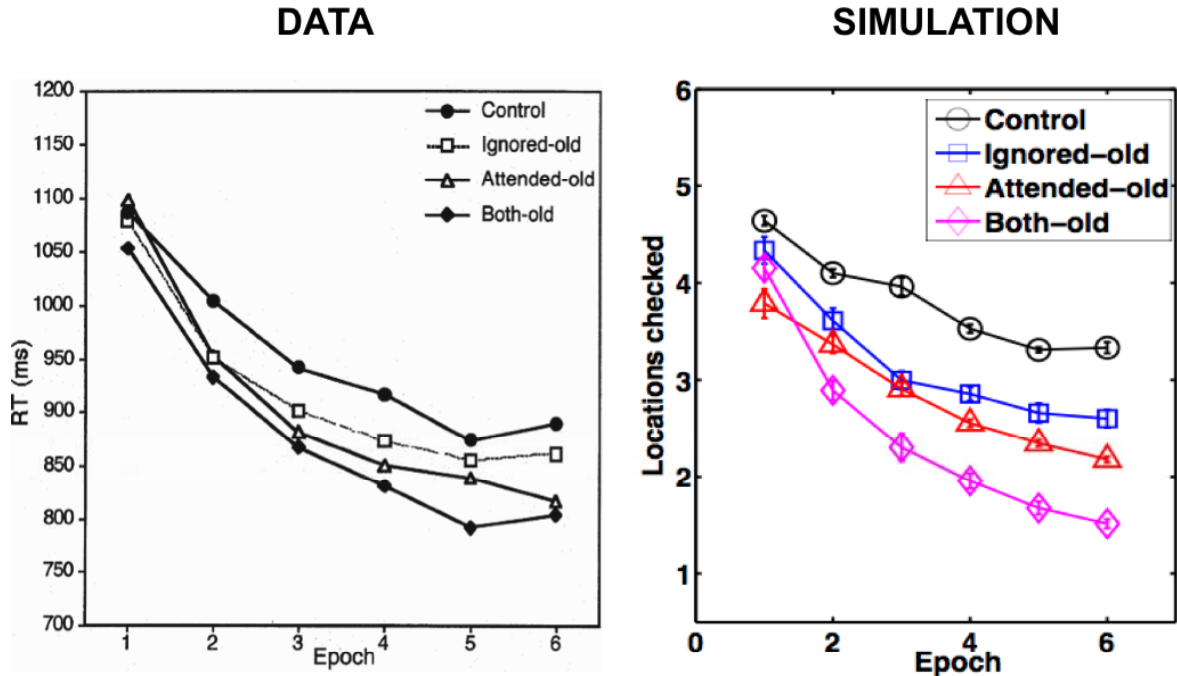 DATA
SIMULATION
1200
1150
1100
1050
1000
950
900
850
800
750
700
RT (ms)
1
2
3
4
5
6
Epoch
Control
Ignored-old
Attended-old
Both-old
6
5
4
3
2
1
Locations checked
0
2
4
6
Epoch
Control
Ignored-old
Attended-old
Both-old